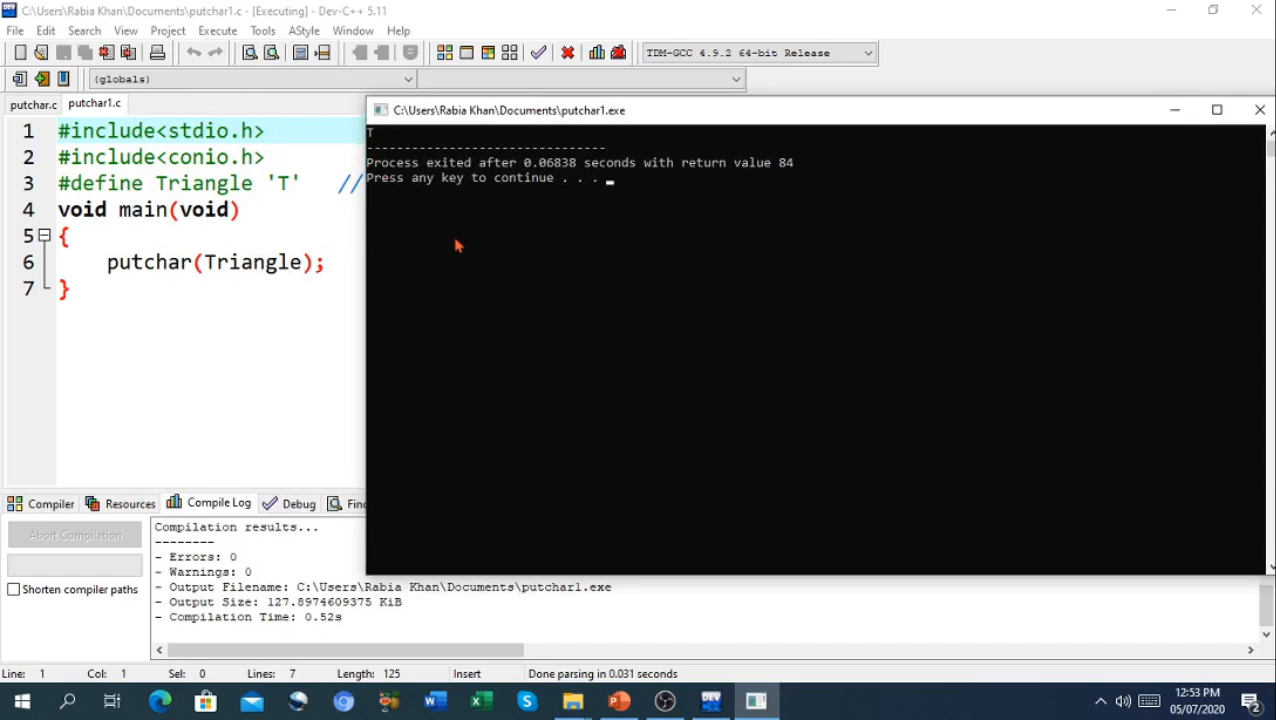 C:\Users\Rabia Khan\Documents\putchar1.c - [Executing] - Dev-C++ 5.11
File Edit Search View Project Execute Tools AStyle Window Help
TDM-GCC 4.9.2 64-bit Release
(globals)
putchar.c putchar1.c
C:\Users\Rabia Khan\Documents\putchar1.exe
1 #include<stdio.h>
2 #include<conio.h>
3 #define Triangle 'T' //
4 void main(void)
5 {
6 putchar(Triangle);
7 }
T
--------------------------------
Process exited after 0.06838 seconds with return value 84
Press any key to continue . . .
Compiler Resources Compile Log Debug Fin
Abort Compilation
Shorten compiler paths
Compilation results...
--------
- Errors: 0
- Warnings: 0
- Output Filename: C:\Users\Rabia Khan\Documents\putchar1.exe
- Output Size: 127.8974609375 KiB
- Compilation Time: 0.52s
Line: 1 Col: 1 Sel: 0 Lines: 7 Length: 125 Insert Done parsing in 0.031 seconds
12:53 PM
05/07/2020
2